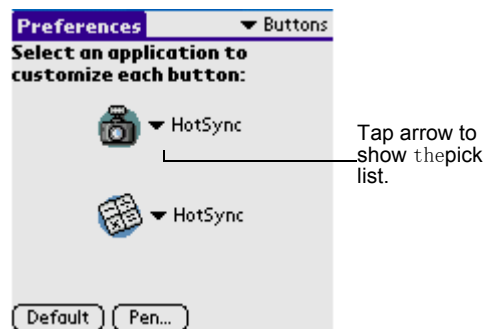 Preferences
Buttons
Select an application to
customize each button:
HotSync
Tap arrow to
show thepick
list.
HotSync
Default Pen...